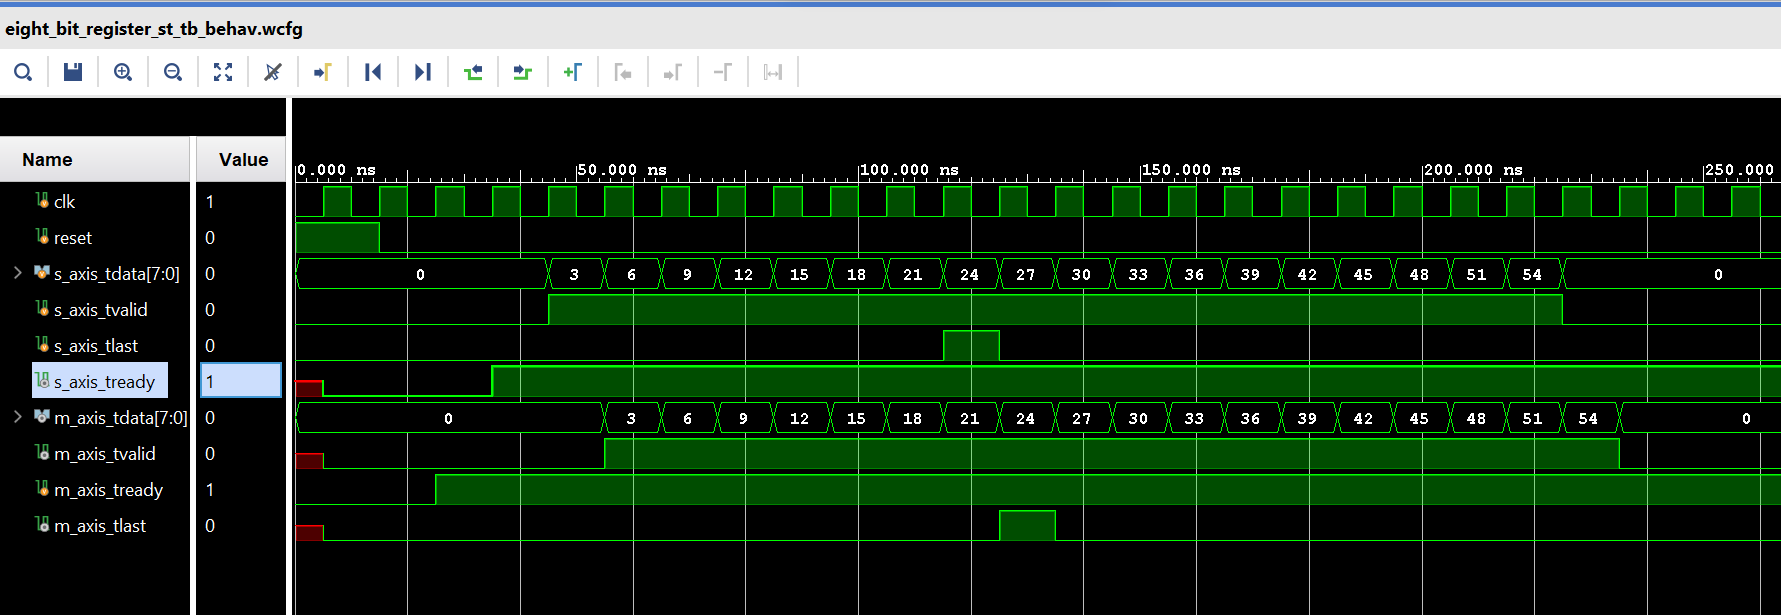 eight_bit_register_st_tb_behav.wcfg
Name Value
0.000 ns 50.000 ns 100.000 ns 150.000 ns 200.000 ns 250.000
clk 1
reset 0
s_axis_tdata[7:0] 0 0 3 6 9 12 15 18 21 24 27 30 33 36 39 42 45 48 51 54 0
s_axis_tvalid 0
s_axis_tlast 0
s_axis_tready 1
m_axis_tdata[7:0] 0 0 3 6 9 12 15 18 21 24 27 30 33 36 39 42 45 48 51 54 0
m_axis_tvalid 0
m_axis_tready 1
m_axis_tlast 0